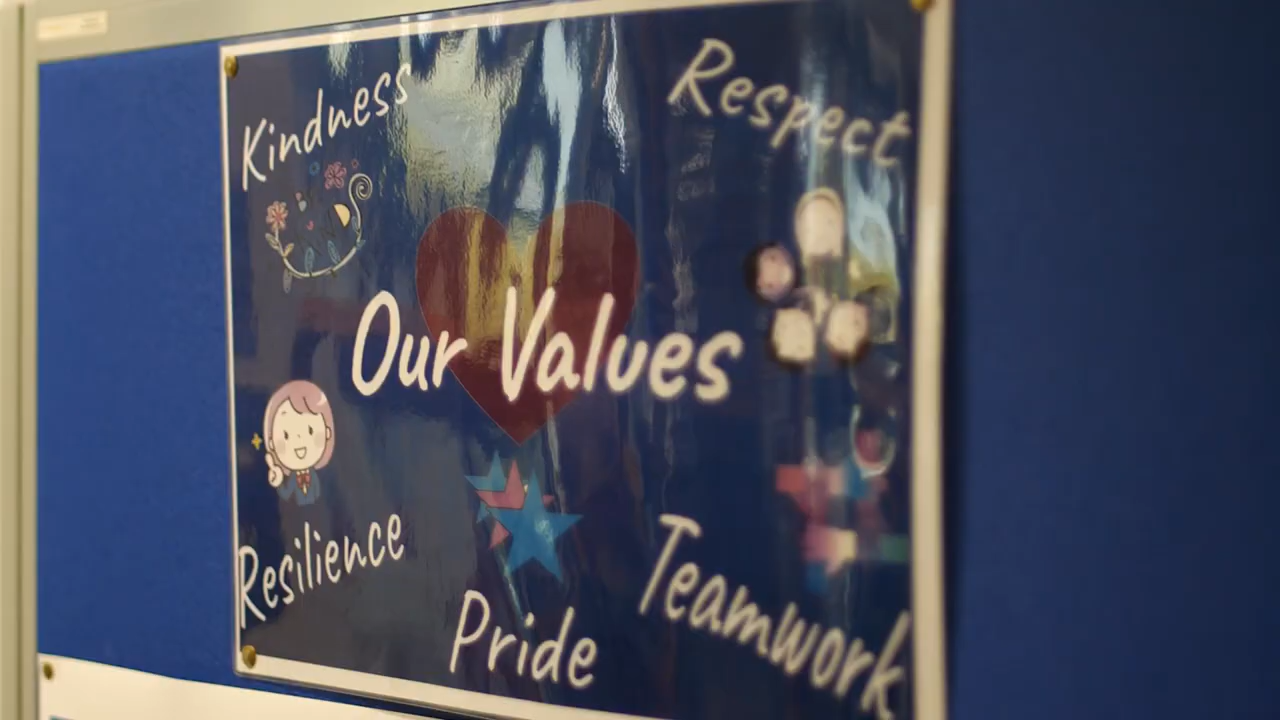 Kindness
Respect
Our Values
Resilience
Pride
Teamwork